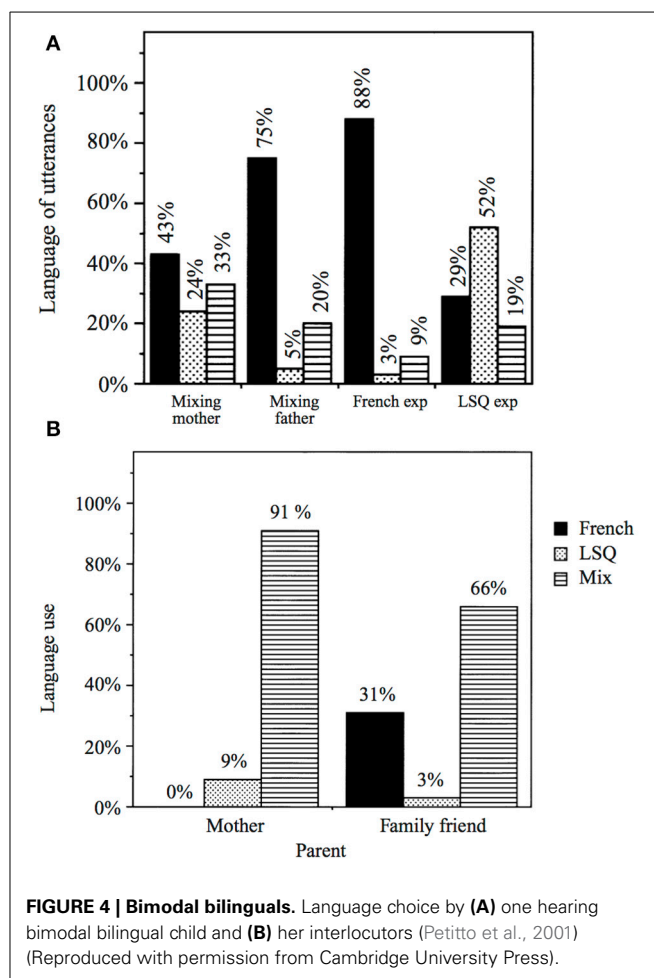 A
100%
80%
60%
40%
20%
0%
Language of utterances
43%
24%
33%
75%
5%
20%
88%
3%
9%
29%
52%
19%
Mixing mother
Mixing father
French exp
LSQ exp
B
100%
80%
60%
40%
20%
0%
Language use
0%
9%
91 %
31%
3%
66%
Mother
Family friend
Parent
French
LSQ
Mix
FIGURE 4 | Bimodal bilinguals. Language choice by (A) one hearing
bimodal bilingual child and (B) her interlocutors (Petitto et al., 2001)
(Reproduced with permission from Cambridge University Press).